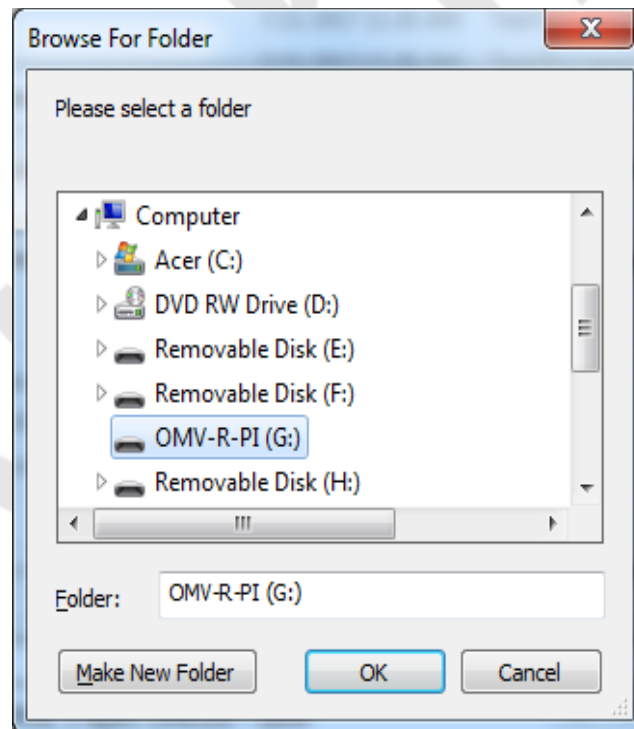 Browse For Folder
Please select a folder
Computer
Acer (C:)
DVD RW Drive (D:)
Removable Disk (E:)
Removable Disk (F:)
OMV-R-PI (G:)
Removable Disk (H:)
Folder: OMV-R-PI (G:)
Make New Folder OK Cancel